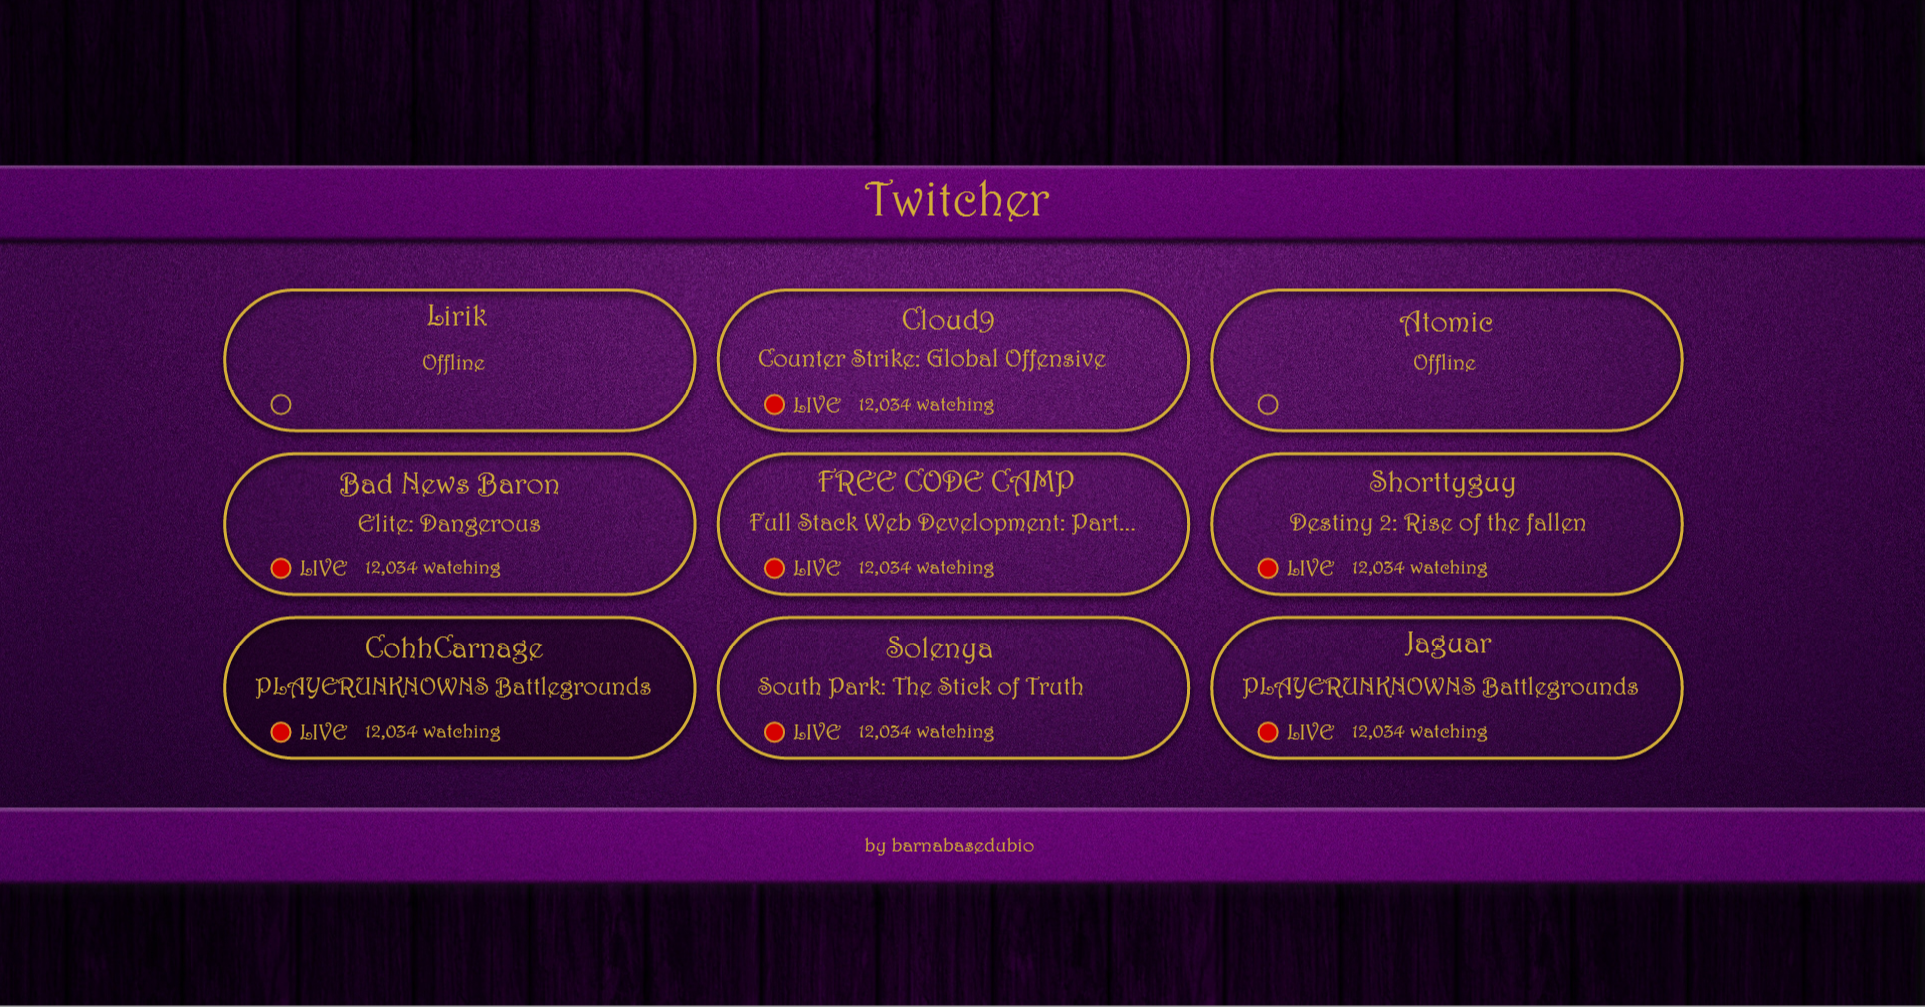 Twitcher
Lirik
Offline
Cloud9
Counter Strike: Global Offensive
LIVE 12,034 watching
Atomic
Offline
Bad News Baron
Elite: Dangerous
LIVE 12,034 watching
FREE CODE CAMP
Full Stack Web Development: Part...
LIVE 12,034 watching
Shorttyguy
Destiny 2: Rise of the fallen
LIVE 12,034 watching
CohhCarnage
PLAYERUNKNOWNS Battlegrounds
LIVE 12,034 watching
Solenya
South Park: The Stick of Truth
LIVE 12,034 watching
Jaguar
PLAYERUNKNOWNS Battlegrounds
LIVE 12,034 watching
by barnabasedubio